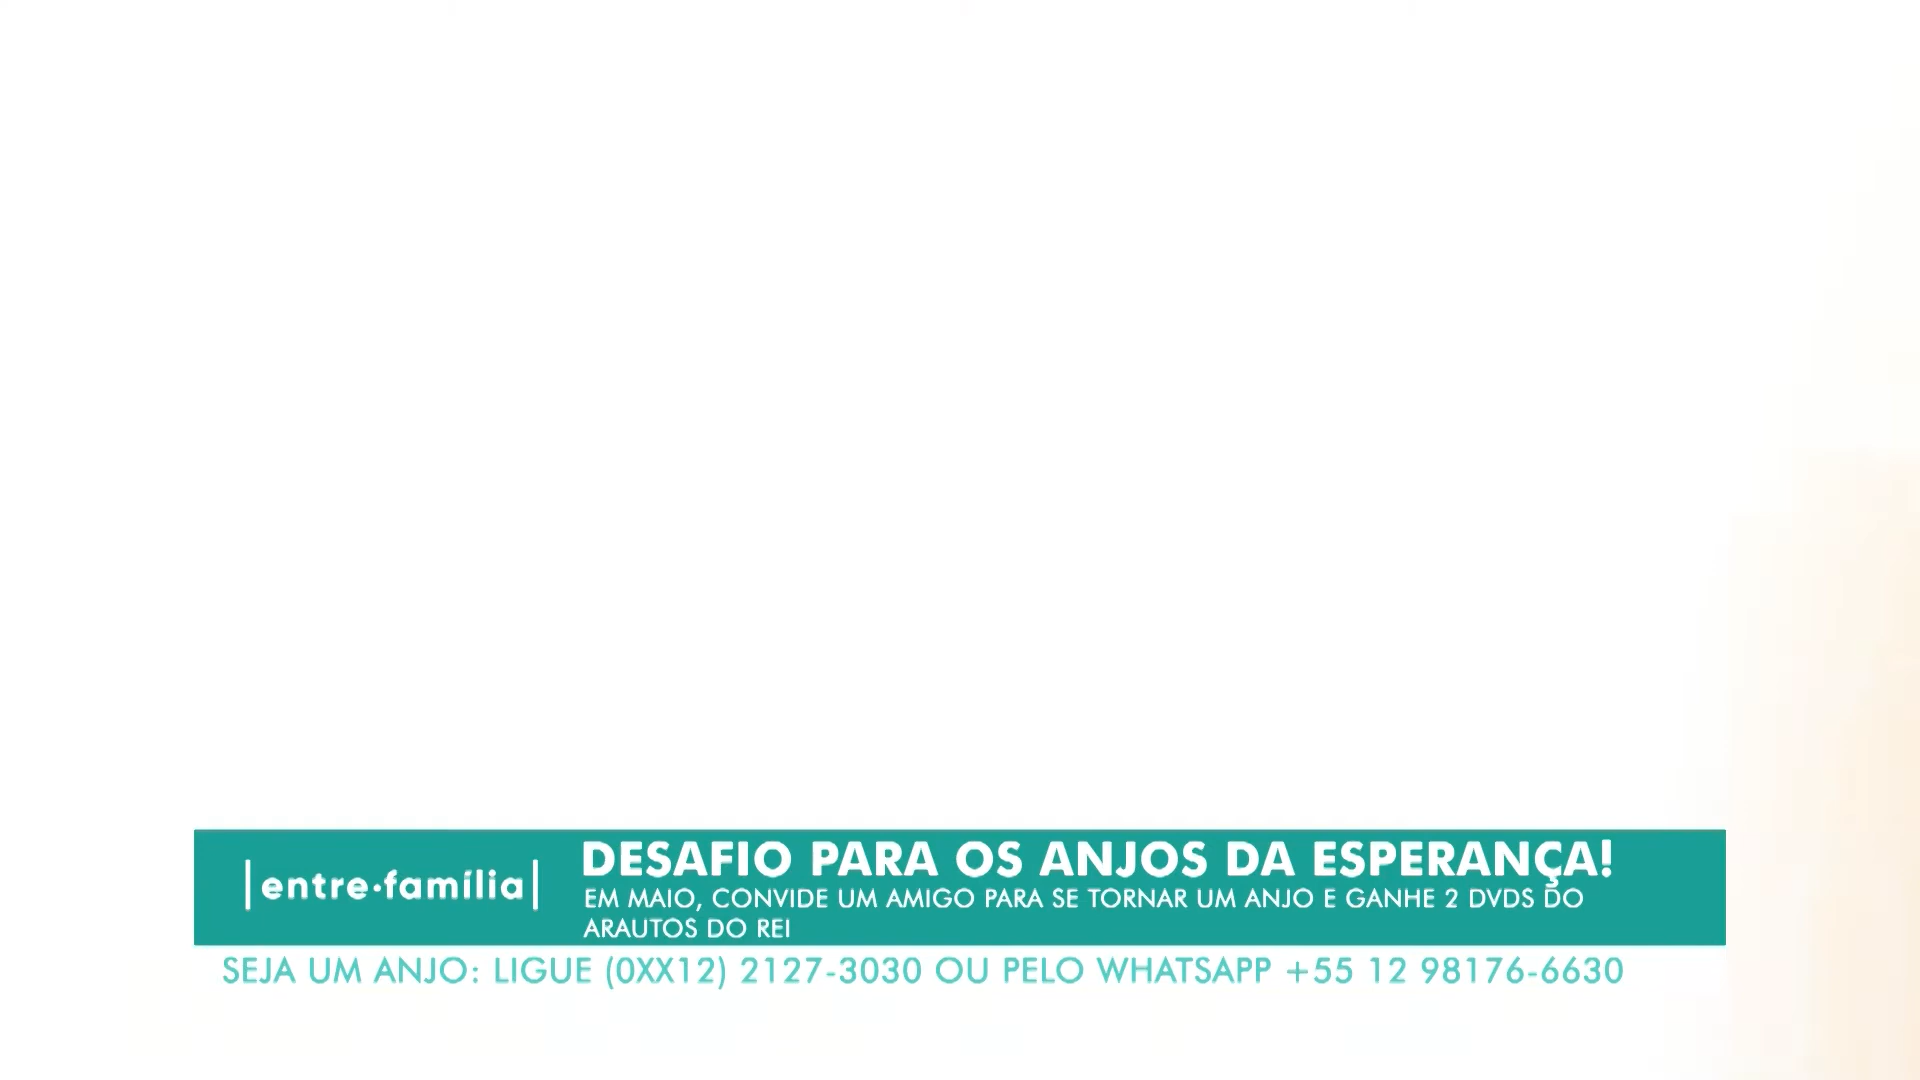 |entre•família|
DESAFIO PARA OS ANJOS DA ESPERANÇA!
EM MAIO, CONVIDE UM AMIGO PARA SE TORNAR UM ANJO E GANHE 2 DVDS DO
ARAUTOS DO REI
SEJA UM ANJO: LIGUE (0XX12) 2127-3030 OU PELO WHATSAPP +55 12 98176-6630